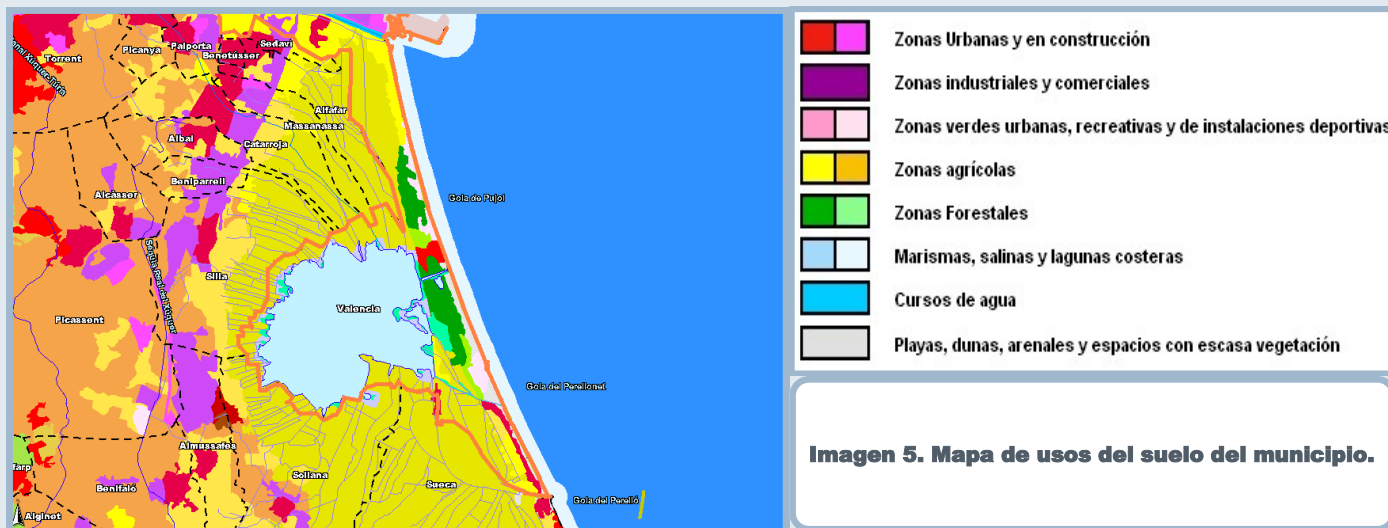 Picanya
Paiporta
Sedaví
Torrent
Benetússer
Alfafar
Massanassa
Albal
Catarroja
Beniparrell
Alcàsser
Gola de Pujol
Silla
Valencia
Picassent
Gola del Perellonet
Almussafes
Sollana
Sueca
Benifaió
Gola del Perelló
Alginet
Zonas Urbanas y en construcción
Zonas industriales y comerciales
Zonas verdes urbanas, recreativas y de instalaciones deportivas
Zonas agrícolas
Zonas Forestales
Marismas, salinas y lagunas costeras
Cursos de agua
Playas, dunas, arenales y espacios con escasa vegetación
Imagen 5. Mapa de usos del suelo del municipio.